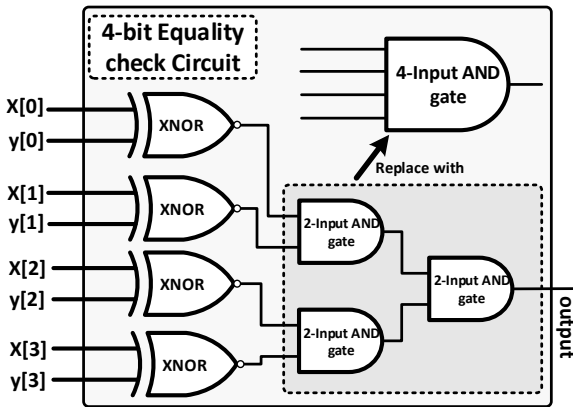 4-bit Equality
check Circuit
4-Input AND
gate
Replace with
X[0]
y[0]
XNOR
X[1]
y[1]
XNOR
2-Input AND
gate
X[2]
y[2]
XNOR
2-Input AND
gate
2-Input AND
gate
output
X[3]
y[3]
XNOR